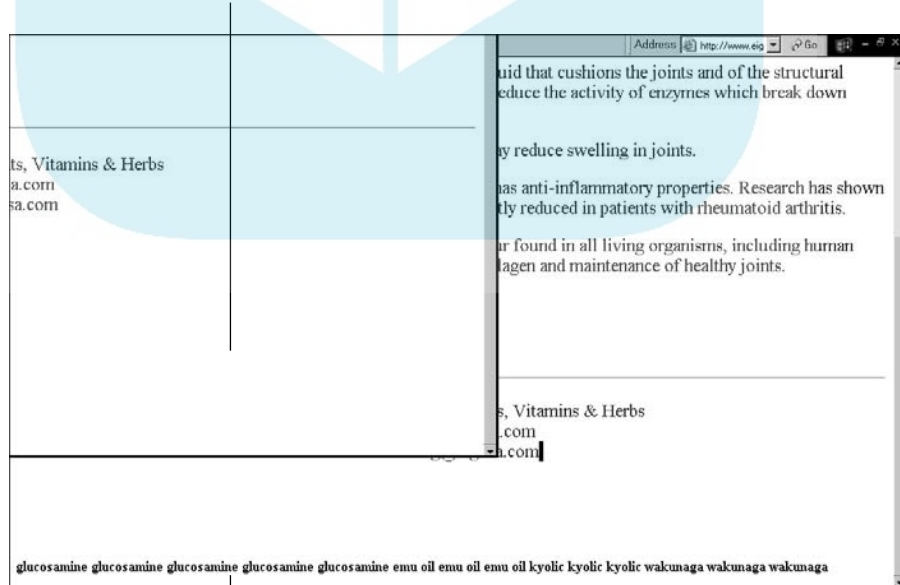 Address http://www.eig Go
uid that cushions the joints and of the structural
educe the activity of enzymes which break down
y reduce swelling in joints.
ts, Vitamins & Herbs
a.com
sa.com
as anti-inflammatory properties. Research has shown
tly reduced in patients with rheumatoid arthritis.
ar found in all living organisms, including human
lagen and maintenance of healthy joints.
s, Vitamins & Herbs
.com
a.com
glucosamine glucosamine glucosamine glucosamine glucosamine emu oil emu oil emu oil kyolic kyolic kyolic wakunaga wakunaga wakunaga